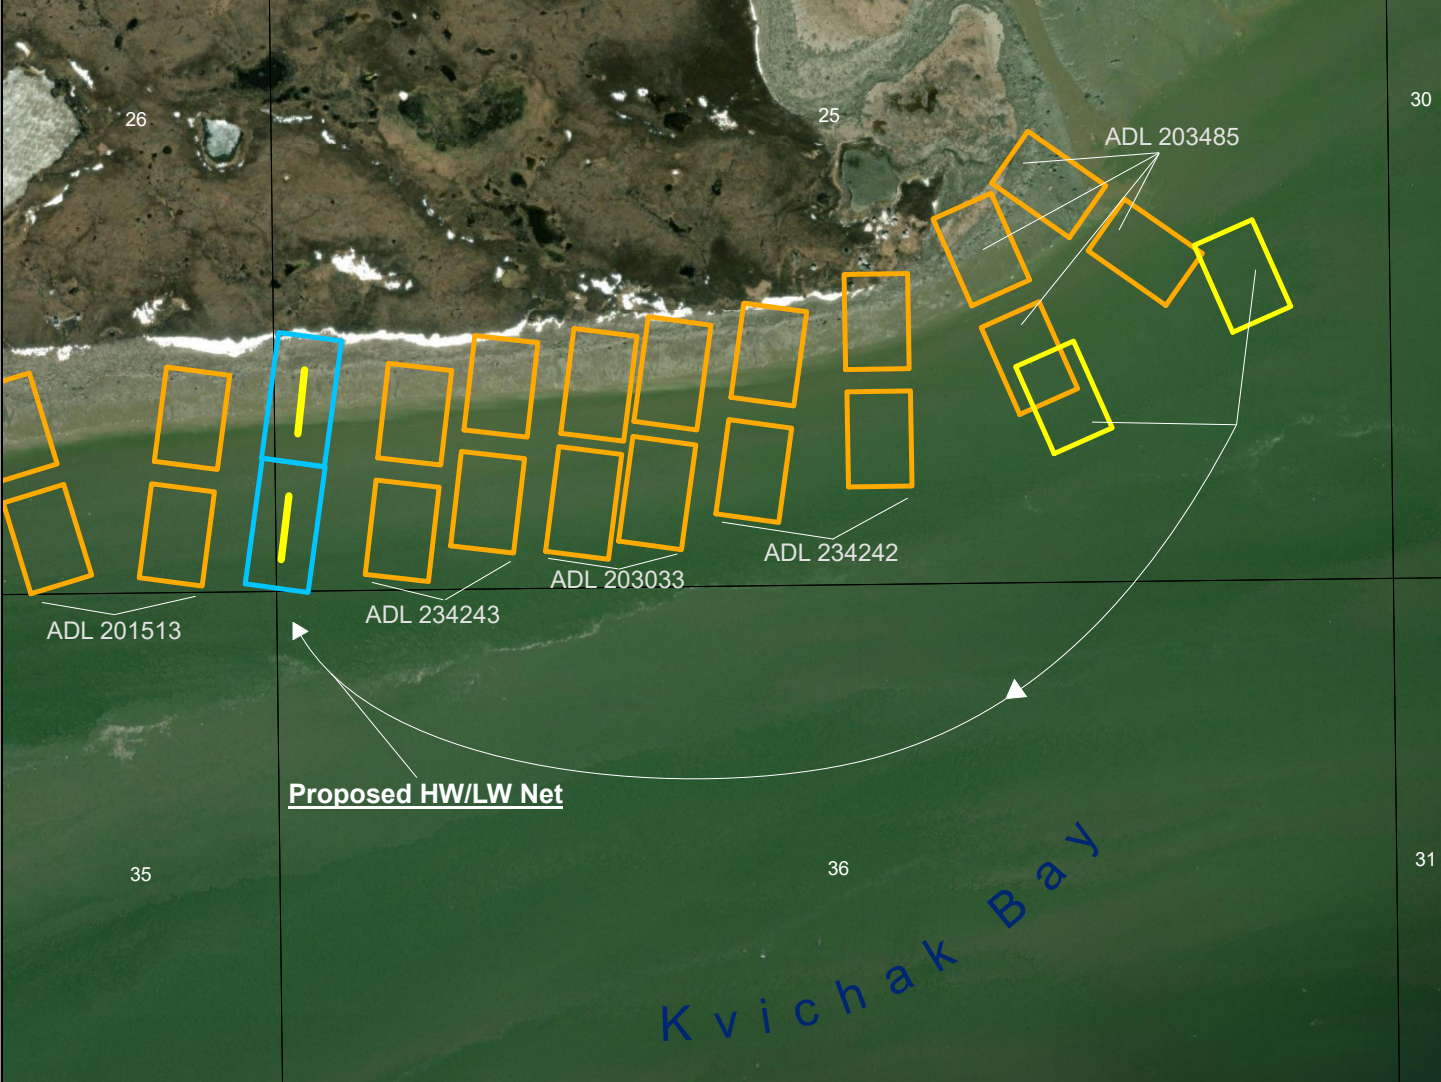 30
26
25
ADL 203485
ADL 234242
ADL 203033
ADL 234243
ADL 201513
Proposed HW/LW Net
35
36
31
Kvichak Bay